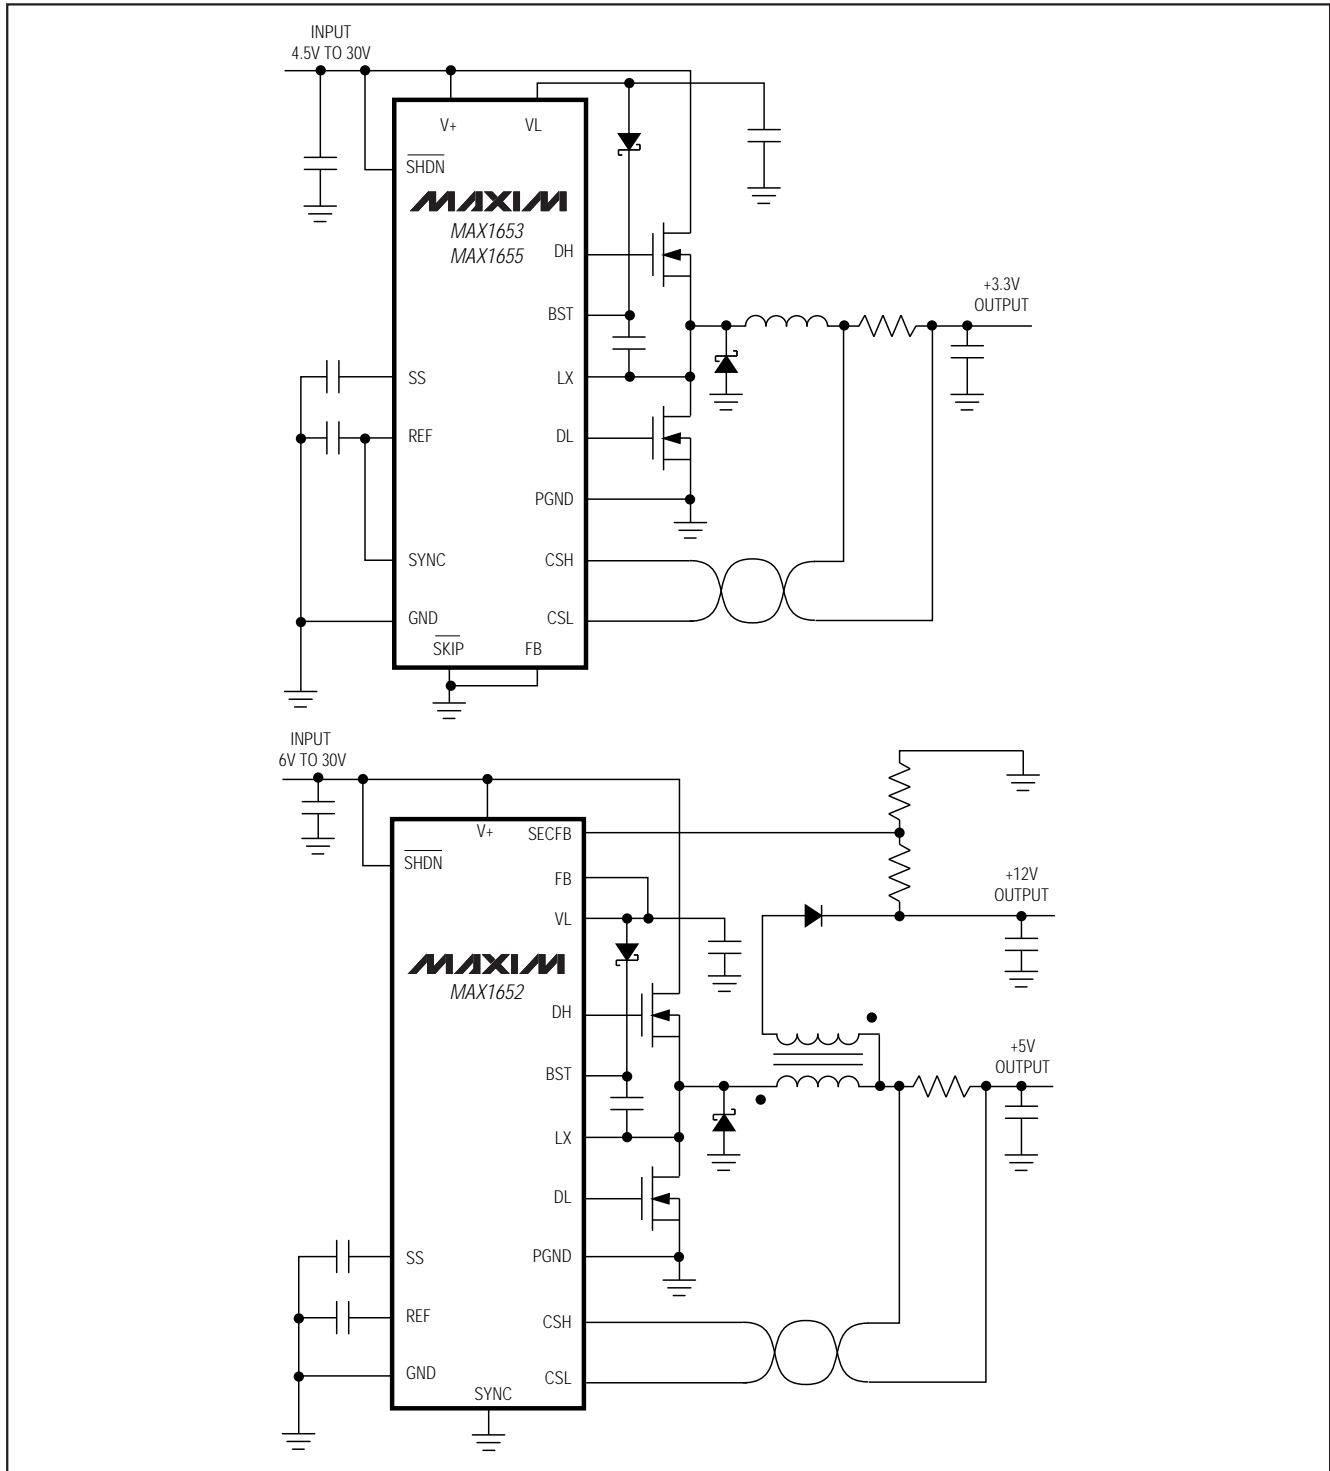 INPUT
4.5V TO 30V
V+
VL
SHDN
MAXIM
MAX1653
MAX1655
DH
BST
+3.3V
OUTPUT
SS
LX
REF
DL
PGND
SYNC
CSH
GND
CSL
SKIP
FB
INPUT
6V TO 30V
V+
SECFB
SHDN
FB
+12V
OUTPUT
VL
MAXIM
MAX1652
DH
+5V
OUTPUT
BST
LX
DL
SS
PGND
REF
CSH
GND
CSL
SYNC